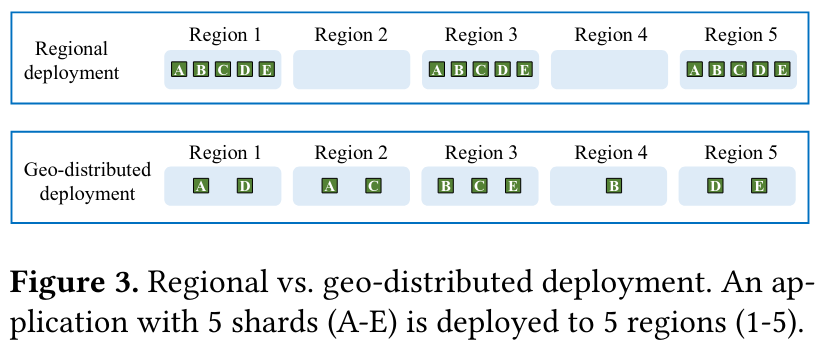 Regional deployment
Region 1 Region 2 Region 3 Region 4 Region 5
A B C D E A B C D E A B C D E
Geo-distributed deployment
Region 1 Region 2 Region 3 Region 4 Region 5
A D A C B C E B D E
Figure 3. Regional vs. geo-distributed deployment. An ap-
plication with 5 shards (A-E) is deployed to 5 regions (1-5).